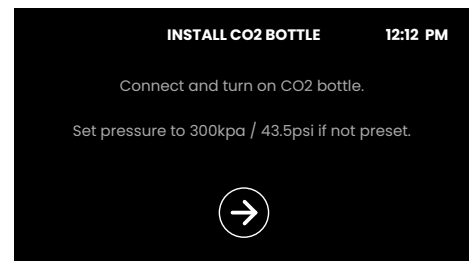 INSTALL CO2 BOTTLE 12:12 PM
Connect and turn on CO2 bottle.
Set pressure to 300kpa / 43.5psi if not preset.